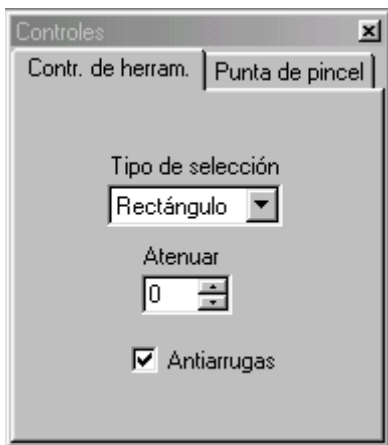 Controles
Contr. de herram. Punta de pincel
Tipo de selección
Rectángulo
Atenuar
0
Antiarrugas